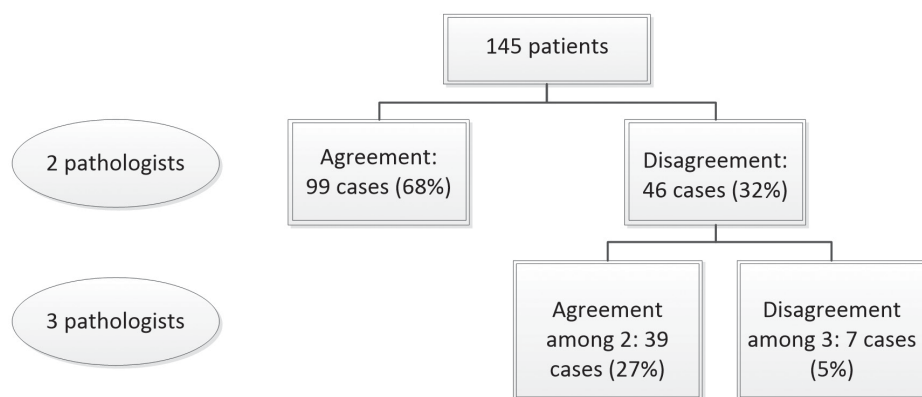 145 patients
2 pathologists
Agreement:
99 cases (68%)
Disagreement:
46 cases (32%)
3 pathologists
Agreement
among 2: 39
cases (27%)
Disagreement
among 3: 7 cases
(5%)